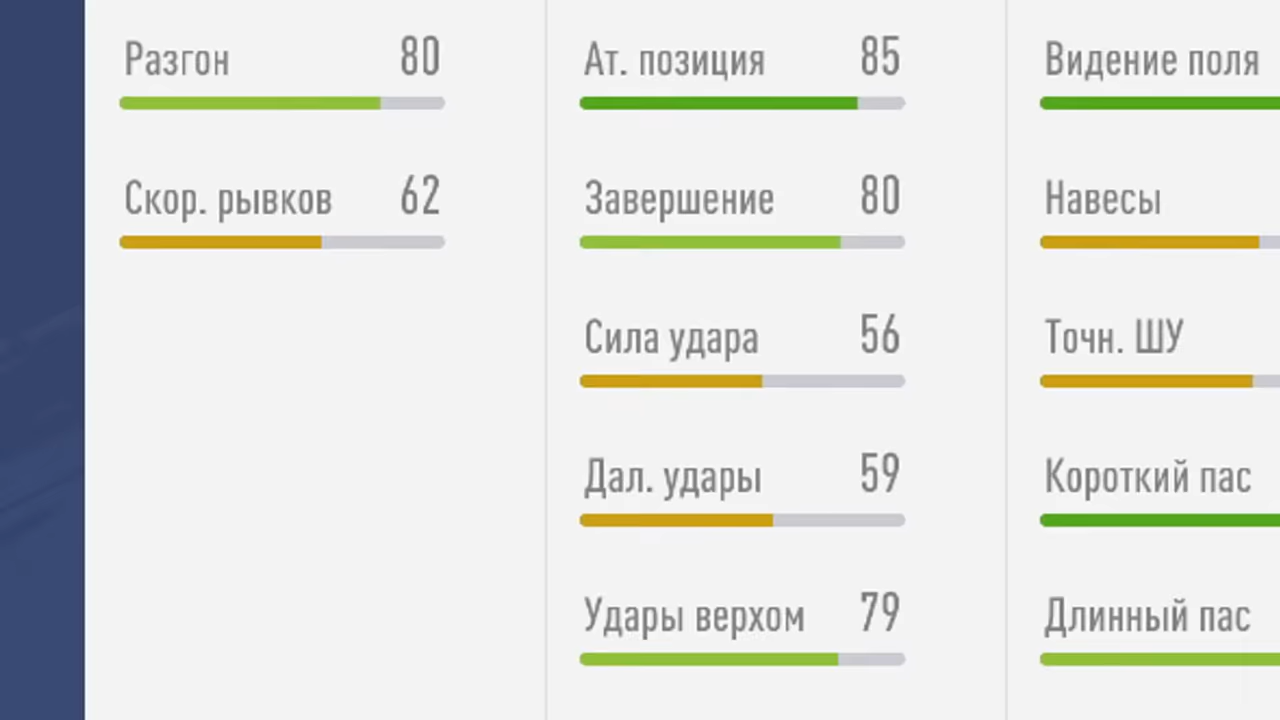 Разгон 80
Скор. рывков 62
Ат. позиция 85
Завершение 80
Сила удара 56
Дал. удары 59
Удары верхом 79
Видение поля
Навесы
Точн. ШУ
Короткий пас
Длинный пас